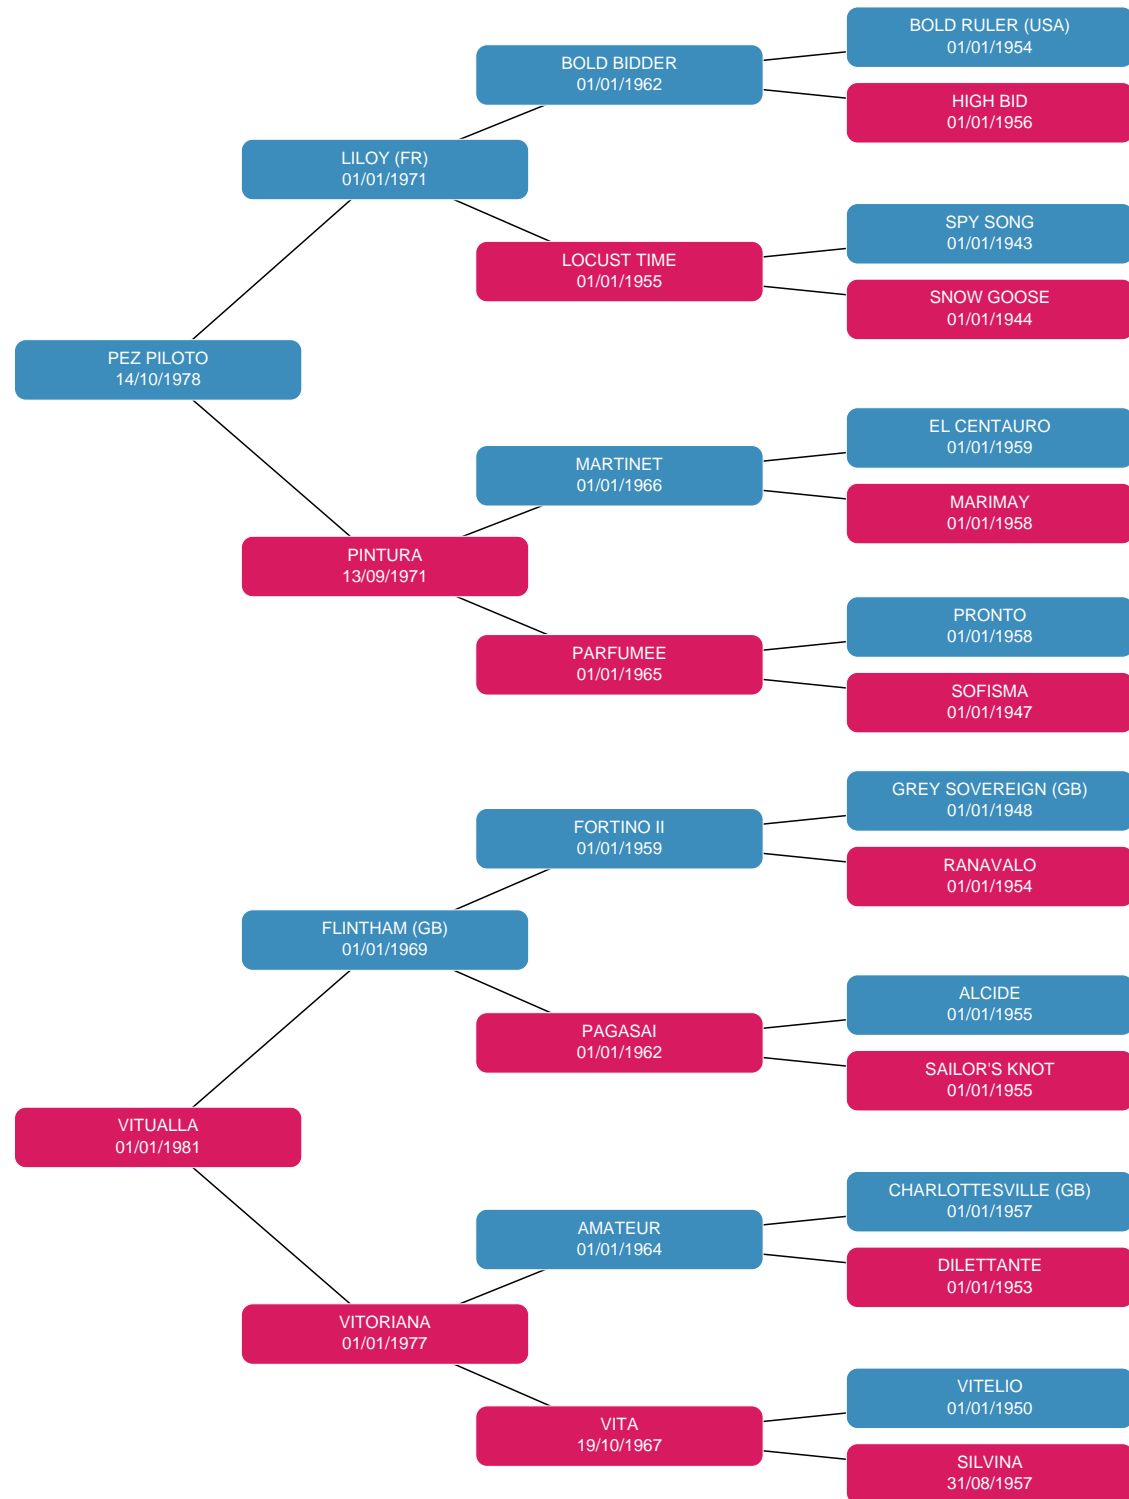 BOLD RULER (USA)
01/01/1954
BOLD BIDDER
01/01/1962
HIGH BID
01/01/1956
LILOY (FR)
01/01/1971
SPY SONG
01/01/1943
LOCUST TIME
01/01/1955
SNOW GOOSE
01/01/1944
PEZ PILOTO
14/10/1978
EL CENTAURO
01/01/1959
MARTINET
01/01/1966
MARIMAY
01/01/1958
PINTURA
13/09/1971
PRONTO
01/01/1958
PARFUMEE
01/01/1965
SOFISMA
01/01/1947
GREY SOVEREIGN (GB)
01/01/1948
FORTINO II
01/01/1959
RANAVALO
01/01/1954
FLINTHAM (GB)
01/01/1969
ALCIDE
01/01/1955
PAGASAI
01/01/1962
SAILOR'S KNOT
01/01/1955
VITUALLA
01/01/1981
CHARLOTTESVILLE (GB)
01/01/1957
AMATEUR
01/01/1964
DILETTANTE
01/01/1953
VITORIANA
01/01/1977
VITELIO
01/01/1950
VITA
19/10/1967
SILVINA
31/08/1957